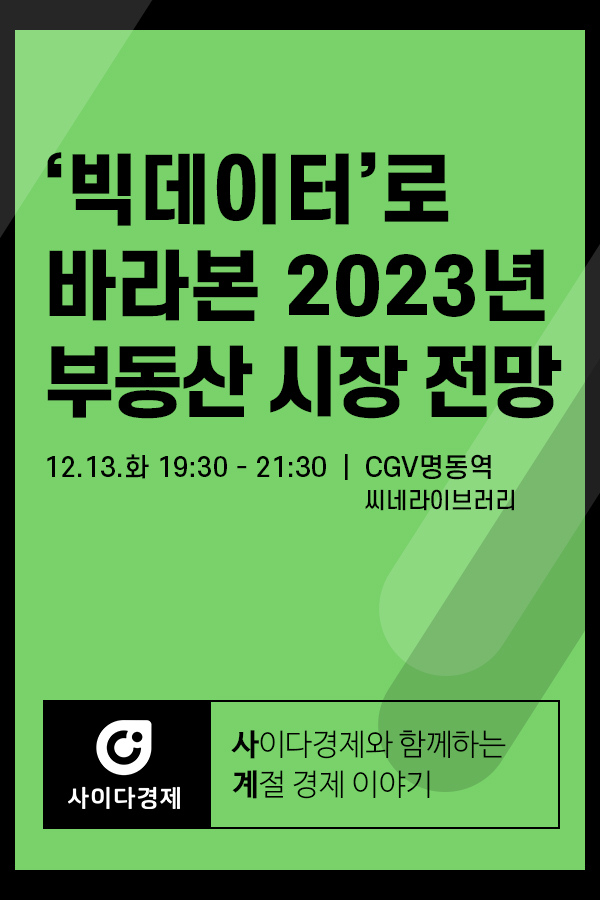 ‘빅데이터’로
바라본 2023년
부동산 시장 전망
12.13.화 19:30 - 21:30 | CGV명동역
씨네라이브러리
사이다경제
사이다경제와 함께하는
계절 경제 이야기